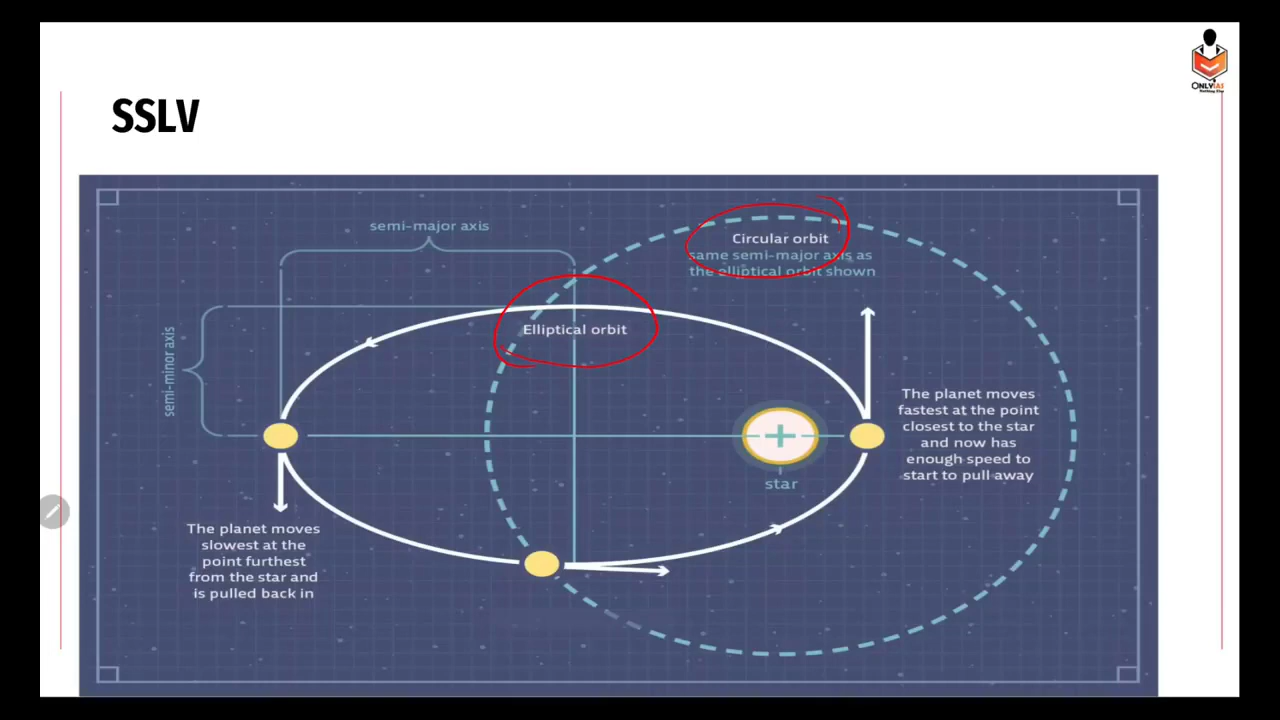 SSLV
ONLYIAS
semi-major axis
Circular orbit
same semi-major axis as
the elliptical orbit shown
Elliptical orbit
semi-minor axis
The planet moves
fastest at the point
closest to the star
and now has
enough speed to
start to pull away
star
The planet moves
slowest at the
point furthest
from the star and
is pulled back in